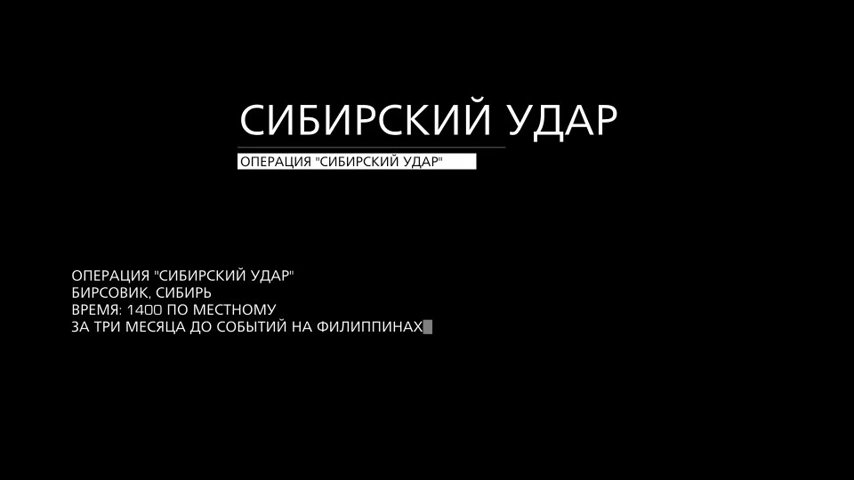 СИБИРСКИЙ УДАР
ОПЕРАЦИЯ "СИБИРСКИЙ УДАР"
ОПЕРАЦИЯ "СИБИРСКИЙ УДАР"
БИРСОВИК, СИБИРЬ
ВРЕМЯ: 1400 ПО МЕСТНОМУ
ЗА ТРИ МЕСЯЦА ДО СОБЫТИЙ НА ФИЛИППИНАХ